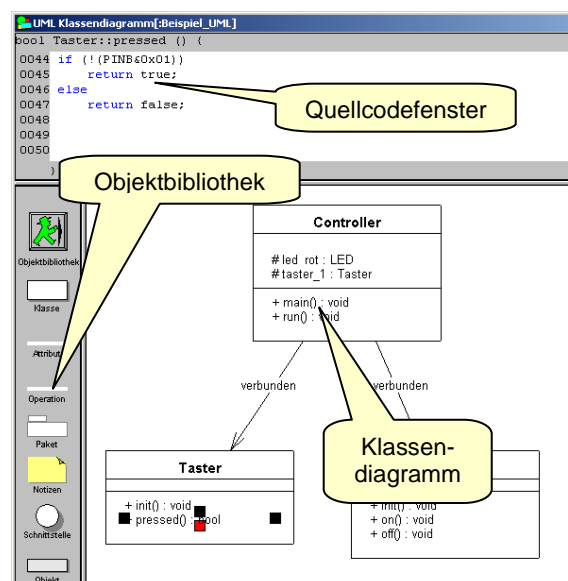 UML Klassendiagramm[:Beispiel_UML]
bool Taster::pressed () {
0044 if (!(PINB&0x01))
0045 return true;
0046 else
0047 return false;
0048
0049
0050
}
Quellcodefenster
Objektbibliothek
Objektbibliothek
Klasse
Attribut
Operation
Paket
Notizen
Schnittstelle
Objekt
Controller
# led_rot : LED
# taster_1 : Taster
+ main() : void
+ run() : void
verbunden
verbunden
Klassen-
diagramm
Taster
+ init() : void
+ pressed() : bool
+ init() : void
+ on() : void
+ off() : void